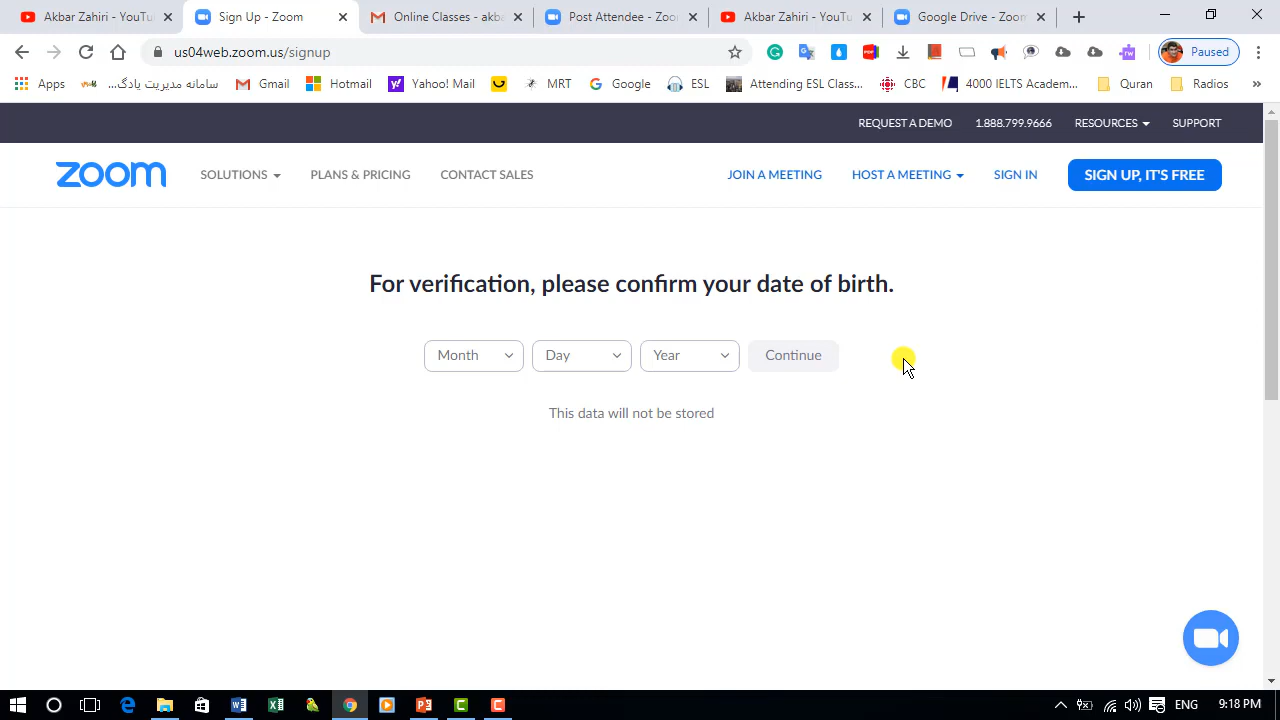 Akbar Zahiri - YouTu
Sign Up - Zoom
Online Classes - akba
Post Attendee - Zoo
Akbar Zahiri - YouTu
Google Drive - Zoom
us04web.zoom.us/signup
Paused
Apps
سامانه مدیریت یادگ...
Gmail
Hotmail
Yahoo! Mail
MRT
Google
ESL
Attending ESL Class...
CBC
4000 IELTS Academ...
Quran
Radios
REQUEST A DEMO
1.888.799.9666
RESOURCES
SUPPORT
zoom
SOLUTIONS
PLANS & PRICING
CONTACT SALES
JOIN A MEETING
HOST A MEETING
SIGN IN
SIGN UP, IT'S FREE
For verification, please confirm your date of birth.
Month
Day
Year
Continue
This data will not be stored
ENG
9:18 PM